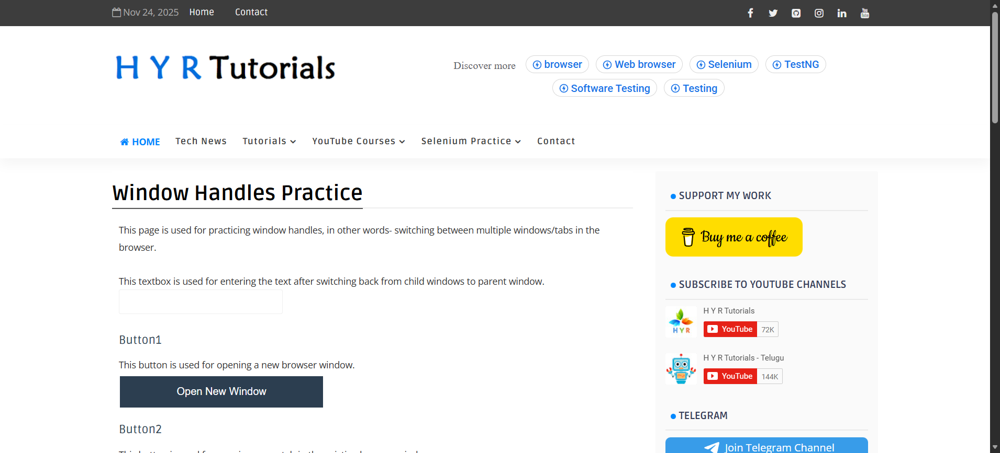 Nov 24, 2025 Home Contact
H Y R Tutorials
Discover more browser Web browser Selenium TestNG
Software Testing Testing
HOME Tech News Tutorials YouTube Courses Selenium Practice Contact
Window Handles Practice
This page is used for practicing window handles, in other words- switching between multiple windows/tabs in the
browser.
This textbox is used for entering the text after switching back from child windows to parent window.
Button1
This button is used for opening a new browser window.
Open New Window
Button2
SUPPORT MY WORK
Buy me a coffee
SUBSCRIBE TO YOUTUBE CHANNELS
HYR
H Y R Tutorials
YouTube 72K
H Y R Tutorials - Telugu
YouTube 144K
TELEGRAM
Join Telegram Channel